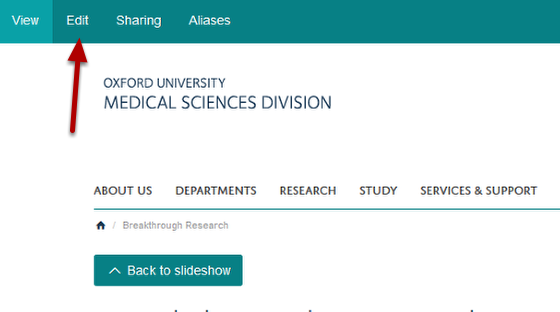 View Edit Sharing Aliases
OXFORD UNIVERSITY
MEDICAL SCIENCES DIVISION
ABOUT US DEPARTMENTS RESEARCH STUDY SERVICES & SUPPORT
/ Breakthrough Research
Back to slideshow